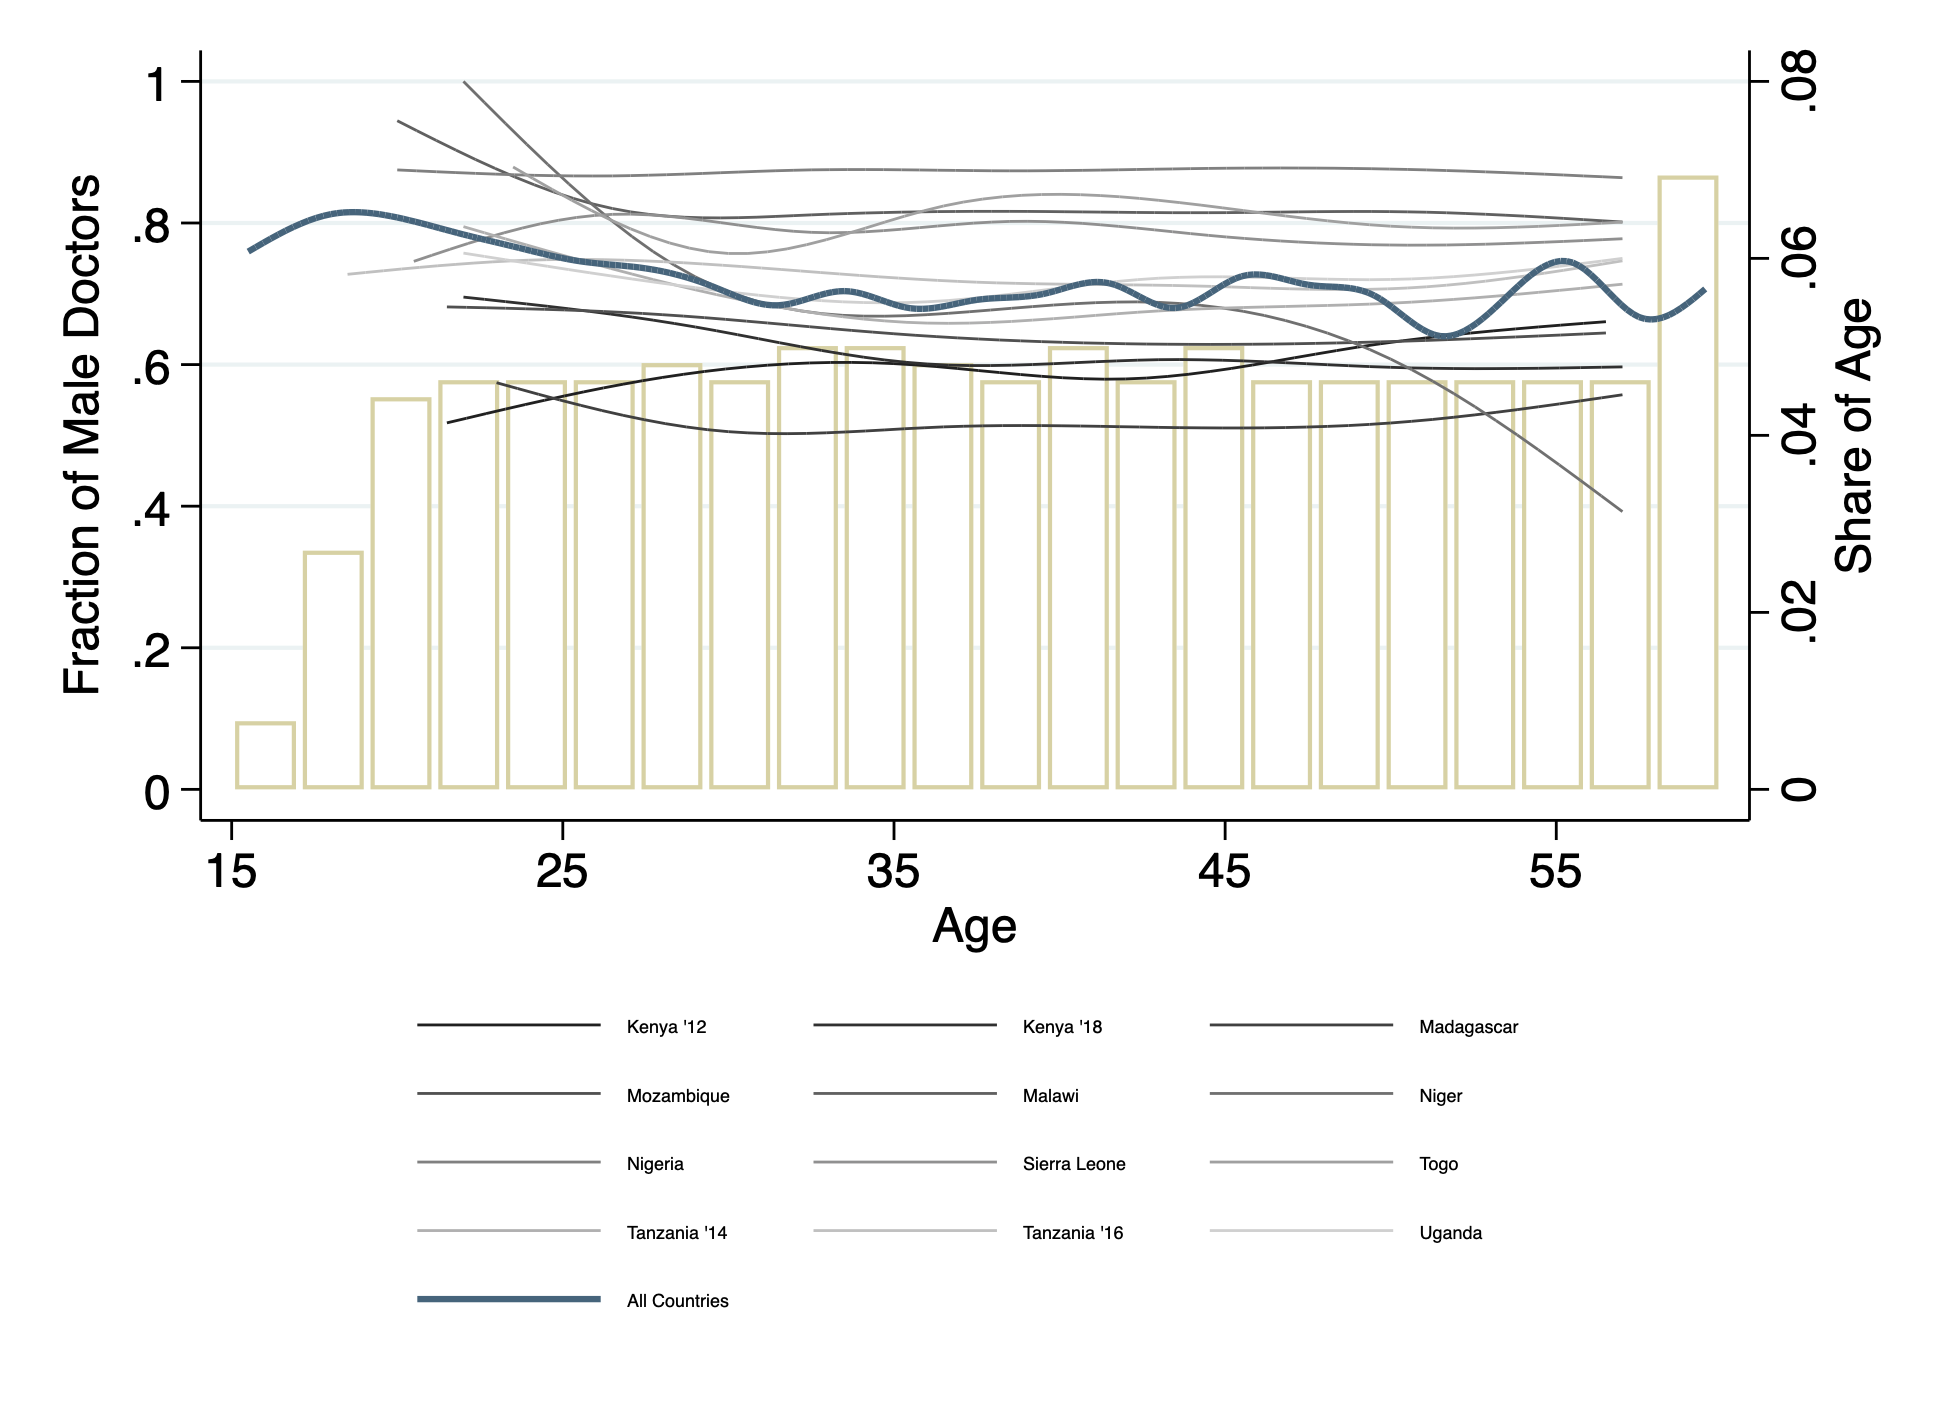 Fraction of Male Doctors
1
.8
.6
.4
.2
0
.08
.06
.04
.02
0
Share of Age
15 25 35 45 55
Age
Kenya '12 Kenya '18 Madagascar
Mozambique Malawi Niger
Nigeria Sierra Leone Togo
Tanzania '14 Tanzania '16 Uganda
All Countries